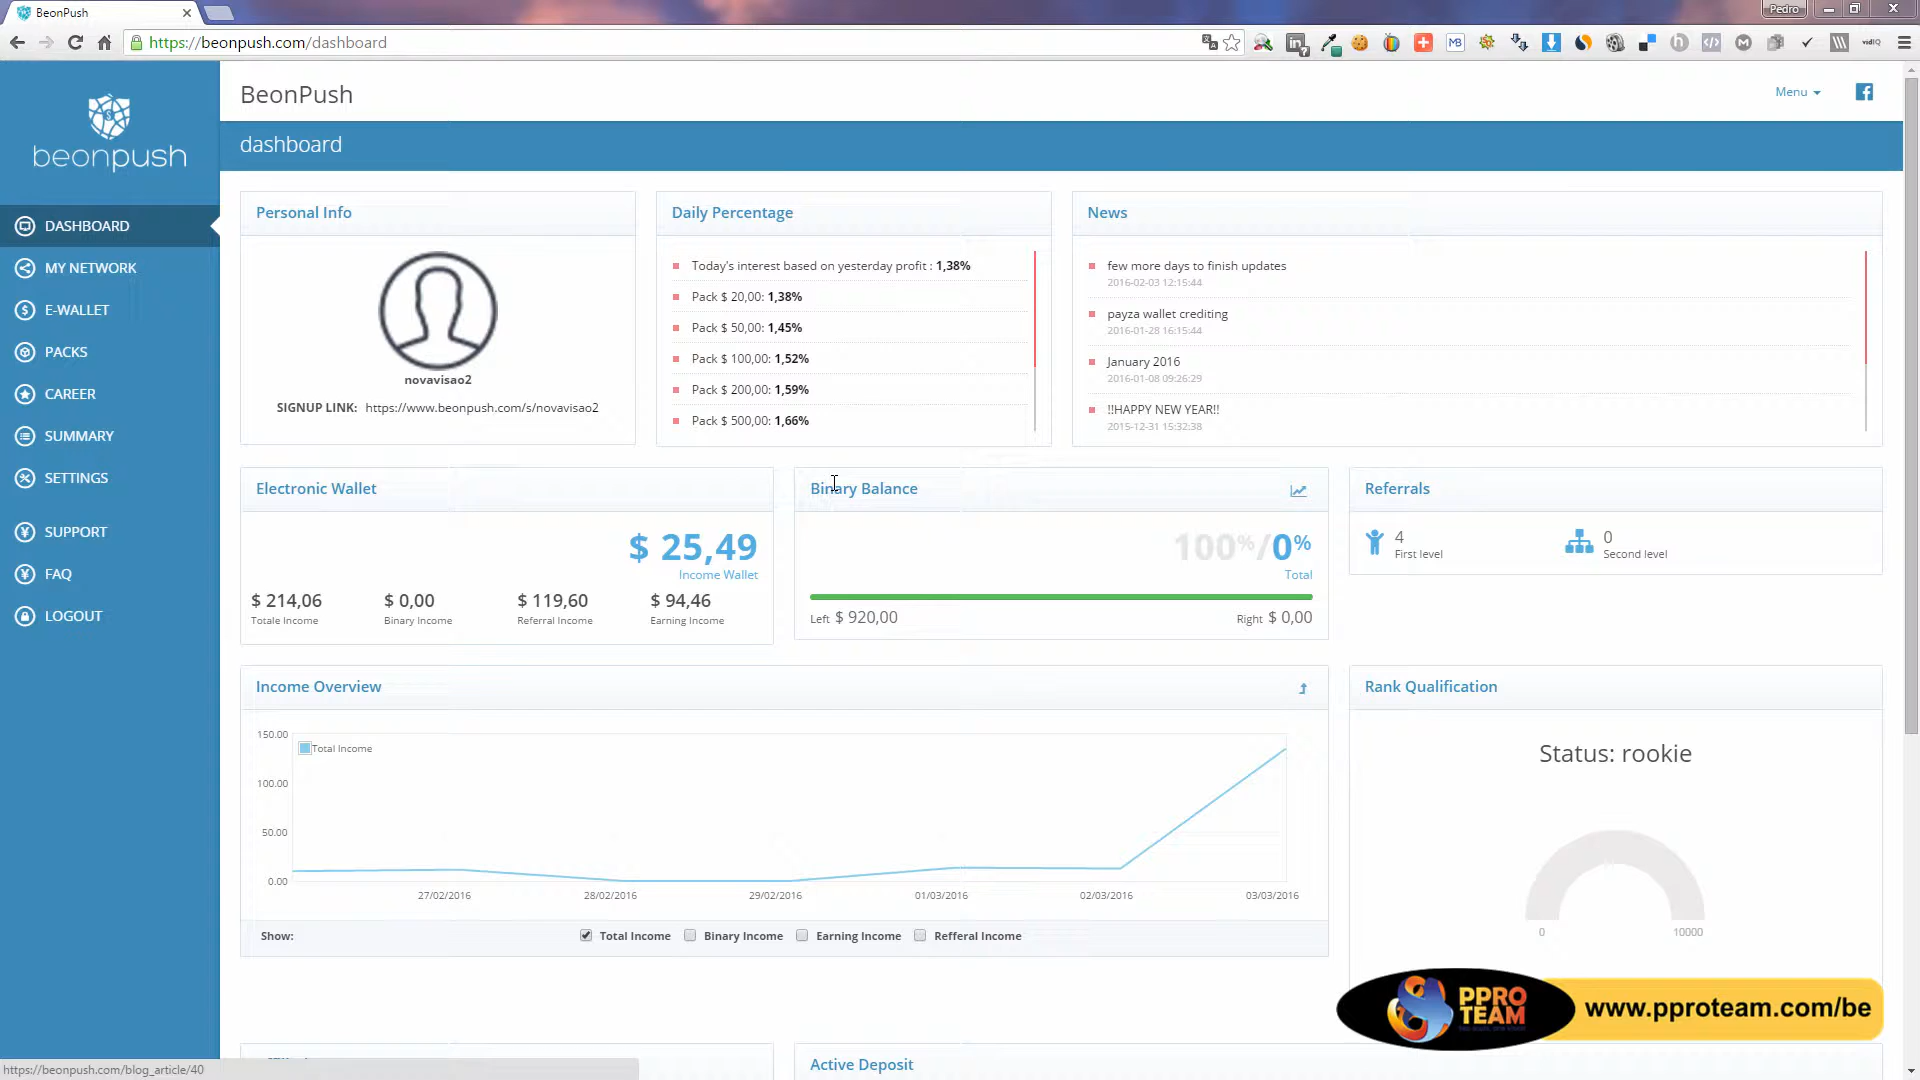 BeonPush
Pedro
https://beonpush.com/dashboard
beonpush
DASHBOARD
MY NETWORK
E-WALLET
PACKS
CAREER
SUMMARY
SETTINGS
SUPPORT
FAQ
LOGOUT
BeonPush
Menu
dashboard
Personal Info
novavisao2
SIGNUP LINK: https://www.beonpush.com/s/novavisao2
Daily Percentage
Today's interest based on yesterday profit : 1,38%
Pack $ 20,00: 1,38%
Pack $ 50,00: 1,45%
Pack $ 100,00: 1,52%
Pack $ 200,00: 1,59%
Pack $ 500,00: 1,66%
News
few more days to finish updates
2016-02-03 12:15:44
payza wallet crediting
2016-01-28 16:15:44
January 2016
2016-01-08 09:26:29
!!HAPPY NEW YEAR!!
2015-12-31 15:32:38
Electronic Wallet
$ 25,49
Income Wallet
$ 214,06 $ 0,00 $ 119,60 $ 94,46
Totale Income Binary Income Referral Income Earning Income
Binary Balance
100%/0%
Total
Left $ 920,00 Right $ 0,00
Referrals
4 First level
0 Second level
Income Overview
150.00
100.00
50.00
0.00
Total Income
27/02/2016 28/02/2016 29/02/2016 01/03/2016 02/03/2016 03/03/2016
Show: Total Income Binary Income Earning Income Refferal Income
Rank Qualification
Status: rookie
0 10000
PPRO
TEAM
www.pproteam.com/be
Active Deposit
https://beonpush.com/blog_article/40